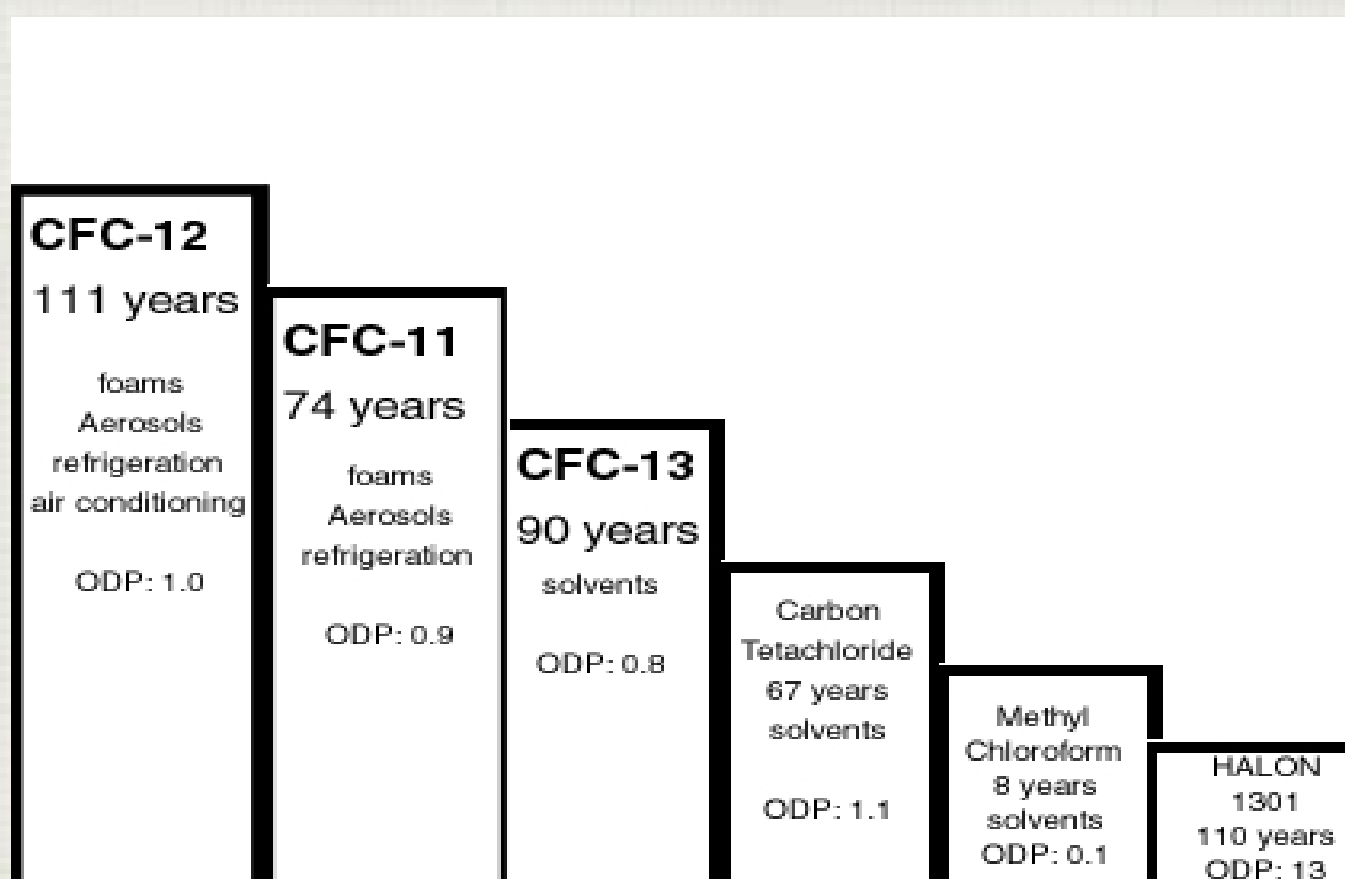 CFC-12
111 years
foams
Aerosols
refrigeration
air conditioning
ODP: 1.0
CFC-11
74 years
foams
Aerosols
refrigeration
ODP: 0.9
CFC-13
90 years
solvents
ODP: 0.8
Carbon
Tetachloride
67 years
solvents
ODP: 1.1
Methyl
Chloroform
8 years
solvents
ODP: 0.1
HALON
1301
110 years
ODP: 13